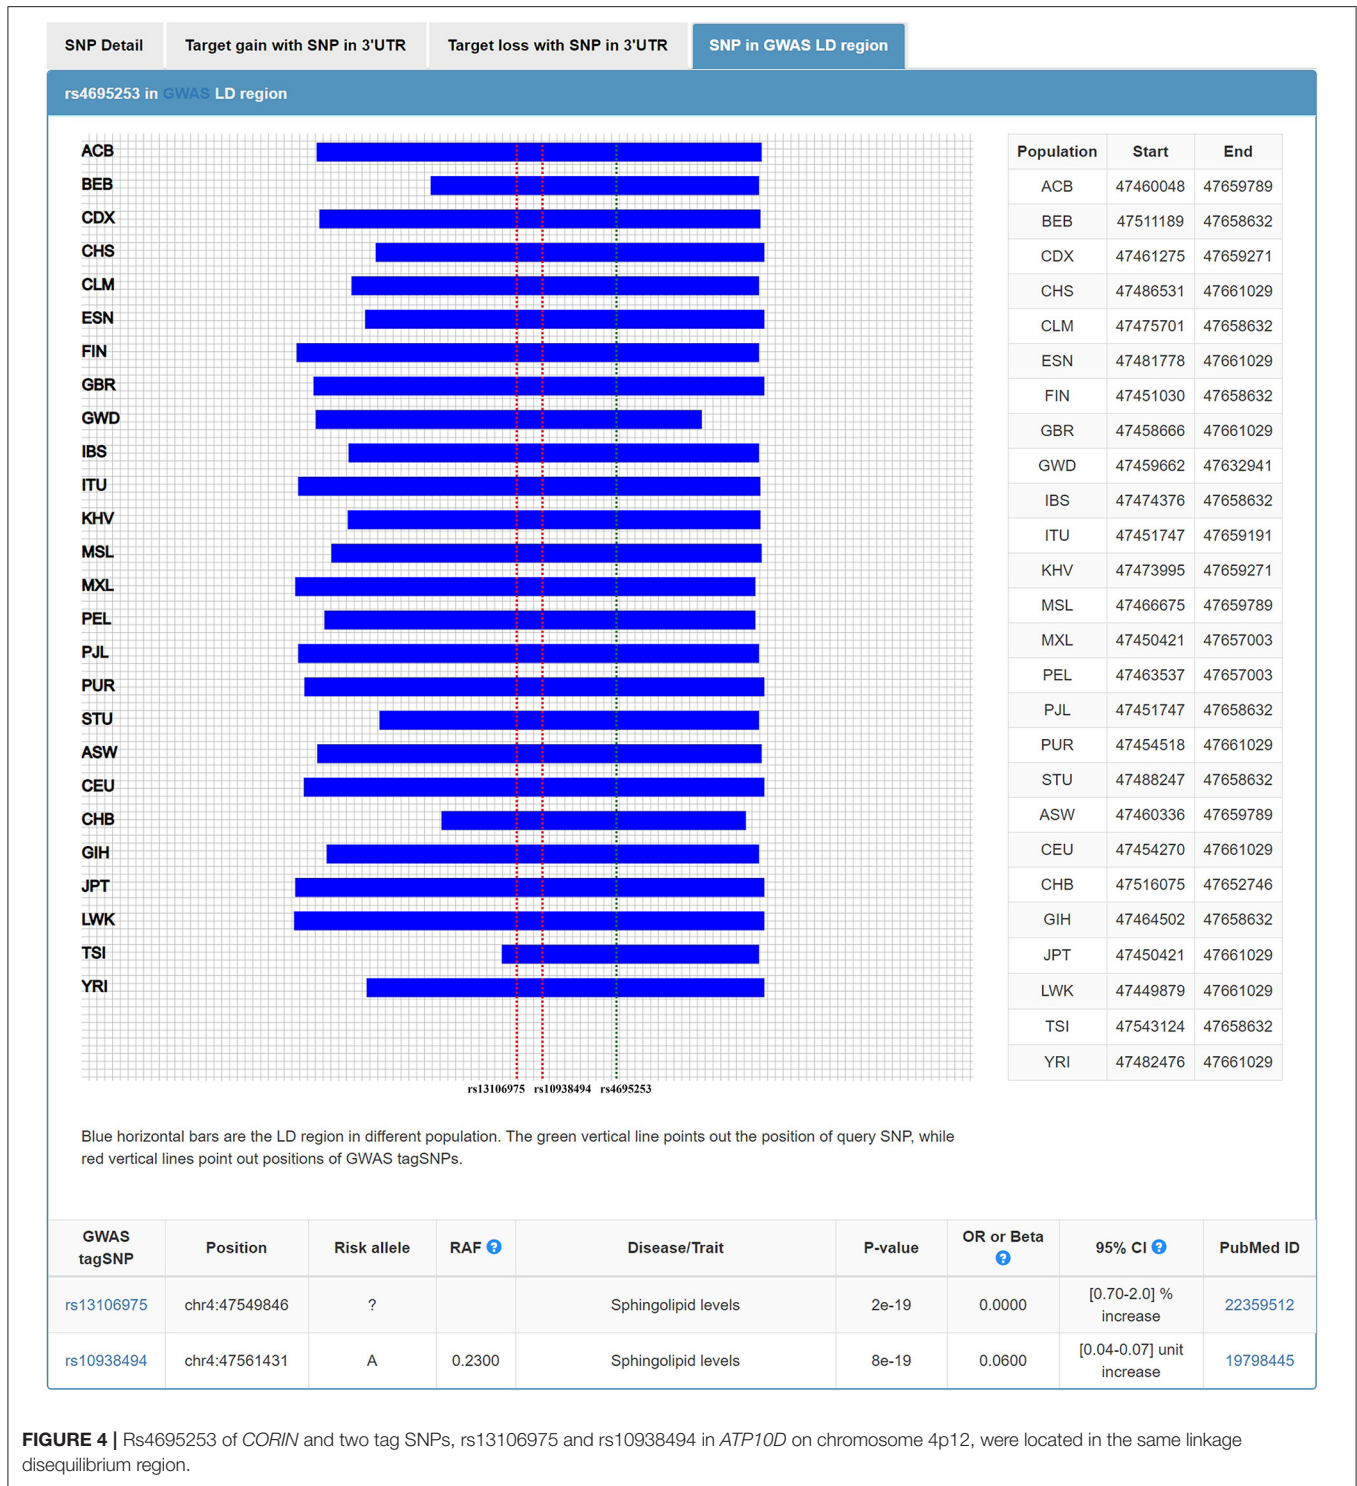 SNP Detail Target gain with SNP in 3'UTR Target loss with SNP in 3'UTR SNP in GWAS LD region
rs4695253 in GWAS LD region
ACB
BEB
CDX
CHS
CLM
ESN
FIN
GBR
GWD
IBS
ITU
KHV
MSL
MXL
PEL
PJL
PUR
STU
ASW
CEU
CHB
GIH
JPT
LWK
TSI
YRI
rs13106975 rs10938494 rs4695253
Population Start End
ACB 47460048 47659789
BEB 47511189 47658632
CDX 47461275 47659271
CHS 47486531 47661029
CLM 47475701 47658632
ESN 47481778 47661029
FIN 47451030 47658632
GBR 47458666 47661029
GWD 47459662 47632941
IBS 47474376 47658632
ITU 47451747 47659191
KHV 47473995 47659271
MSL 47466675 47659789
MXL 47450421 47657003
PEL 47463537 47657003
PJL 47451747 47658632
PUR 47454518 47661029
STU 47488247 47658632
ASW 47460336 47659789
CEU 47454270 47661029
CHB 47516075 47652746
GIH 47464502 47658632
JPT 47450421 47661029
LWK 47449879 47661029
TSI 47543124 47658632
YRI 47482476 47661029
Blue horizontal bars are the LD region in different population. The green vertical line points out the position of query SNP, while
red vertical lines point out positions of GWAS tagSNPs.
GWAS tagSNP Position Risk allele RAF ? Disease/Trait P-value OR or Beta ? 95% CI ? PubMed ID
rs13106975 chr4:47549846 ? Sphingolipid levels 2e-19 0.0000 [0.70-2.0] % increase 22359512
rs10938494 chr4:47561431 A 0.2300 Sphingolipid levels 8e-19 0.0600 [0.04-0.07] unit increase 19798445
FIGURE 4 | Rs4695253 of CORIN and two tag SNPs, rs13106975 and rs10938494 in ATP10D on chromosome 4p12, were located in the same linkage
disequilibrium region.